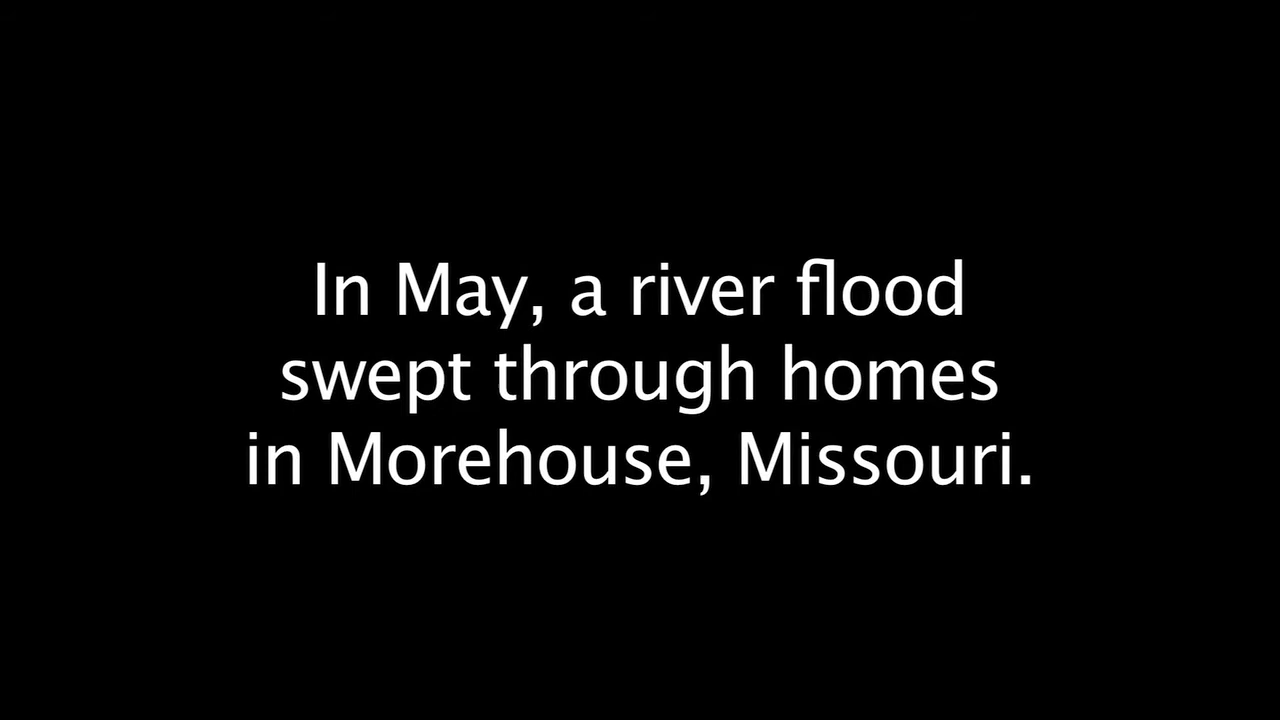 In May, a river flood
swept through homes
in Morehouse, Missouri.